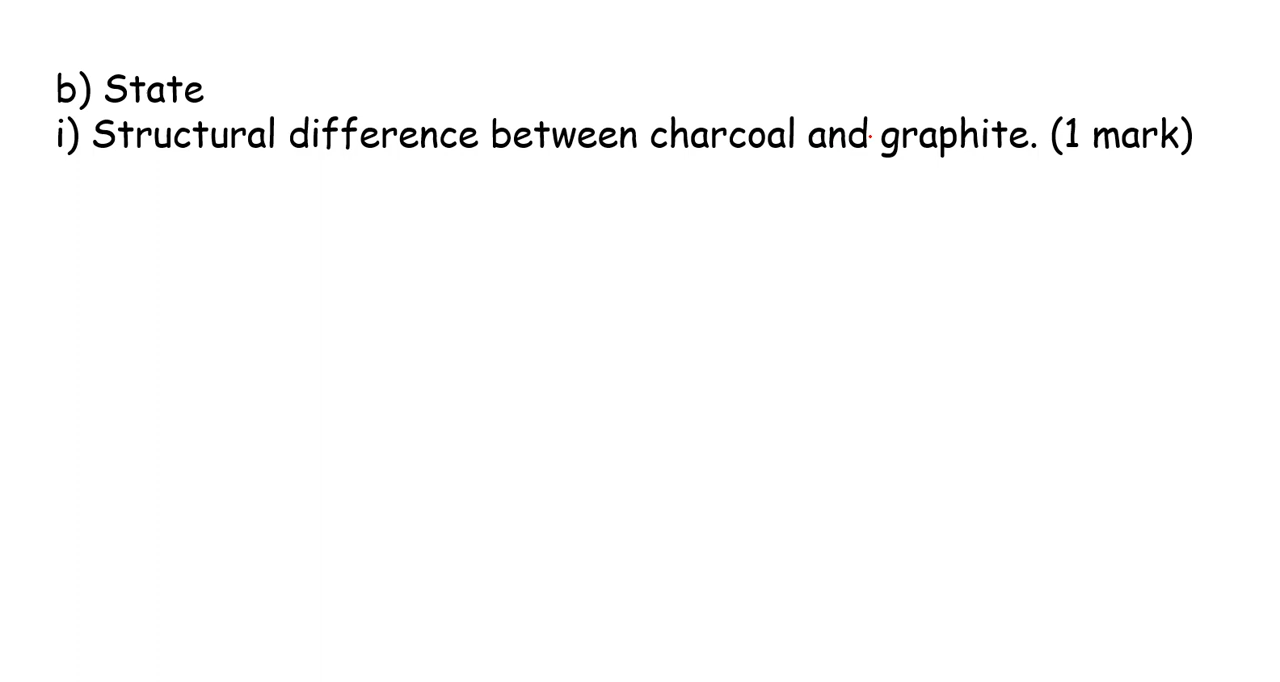 b) State
i) Structural difference between charcoal and graphite. (1 mark)